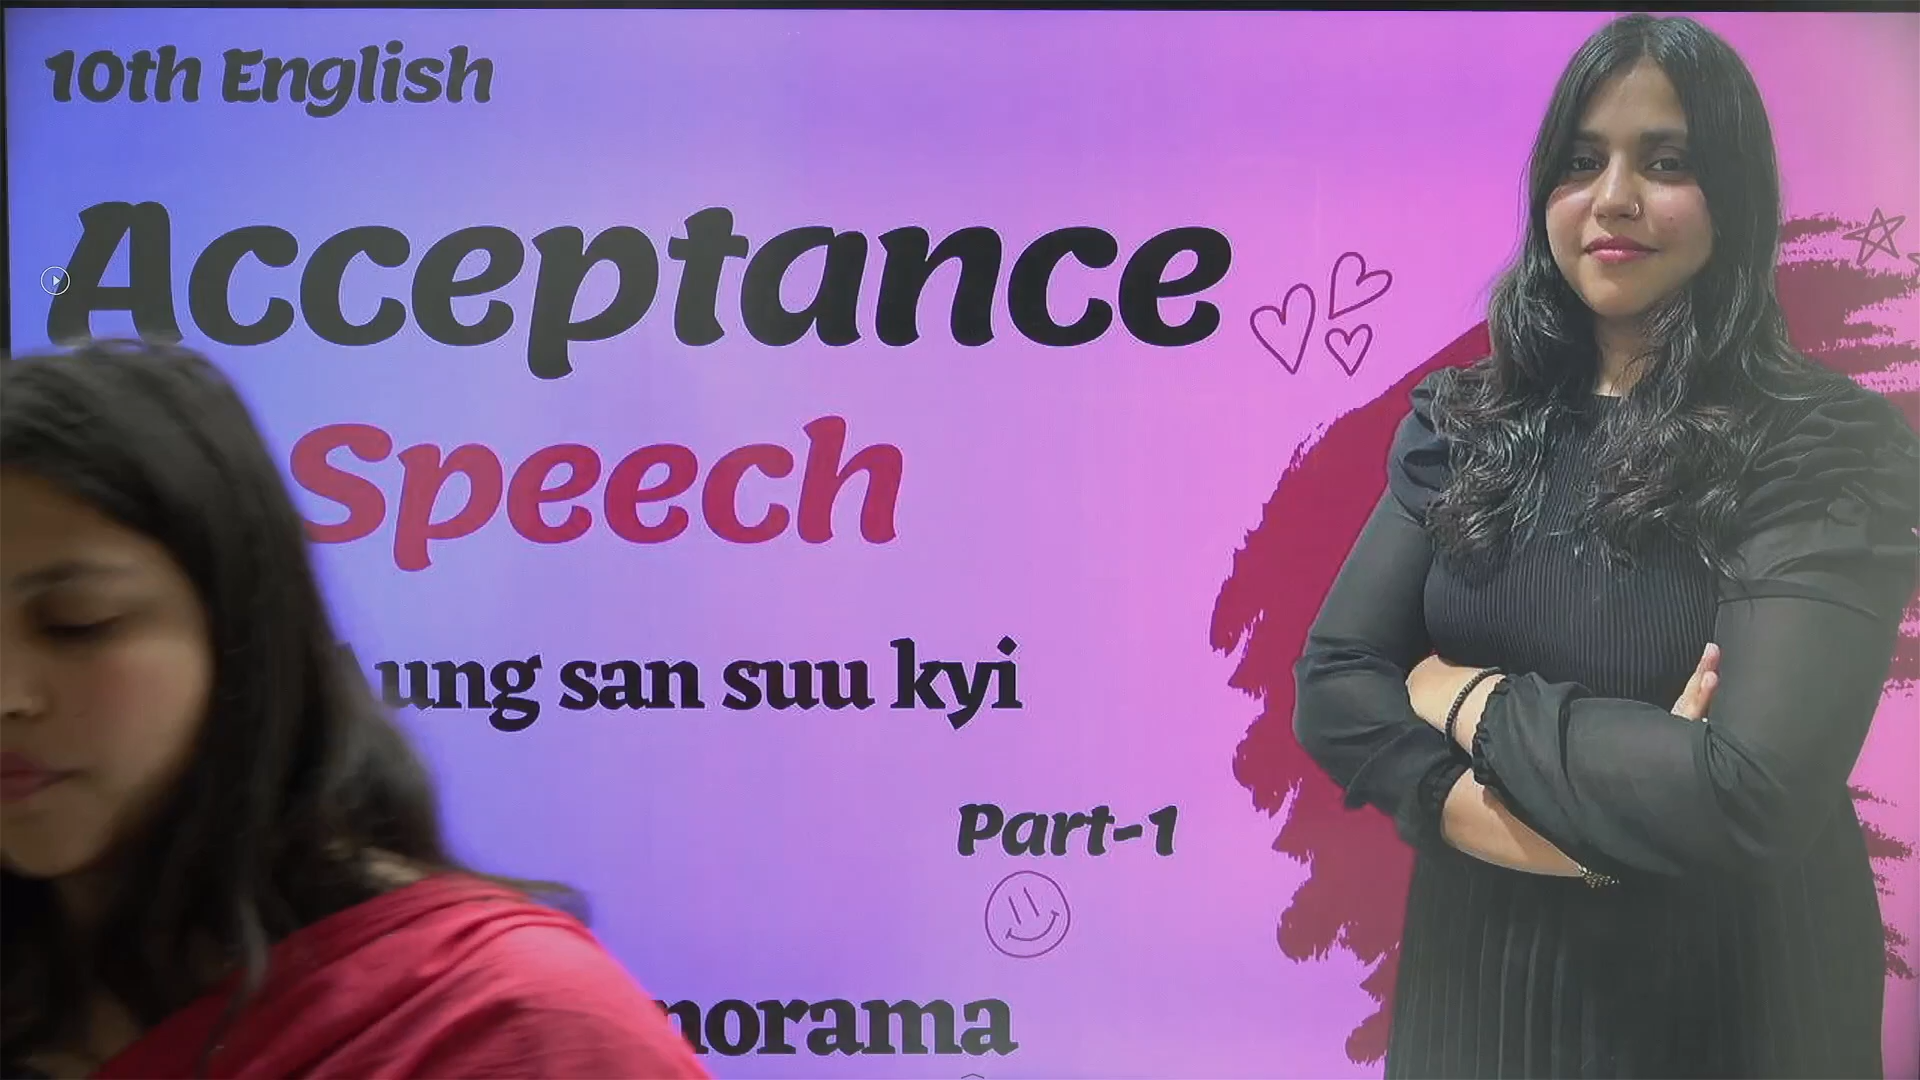 10th English
Acceptance
Speech
ung san suu kyi
Part-1
norama